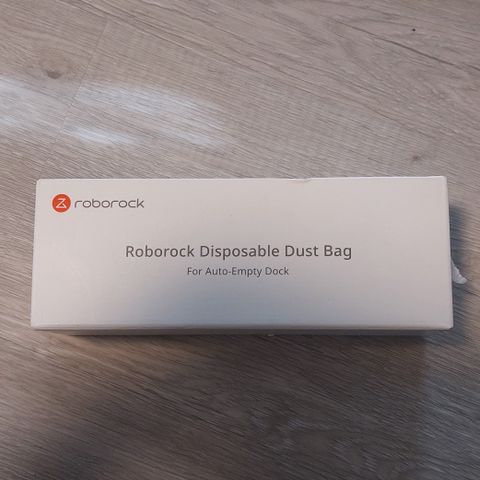 roborock
Roborock Disposable Dust Bag
For Auto-Empty Dock